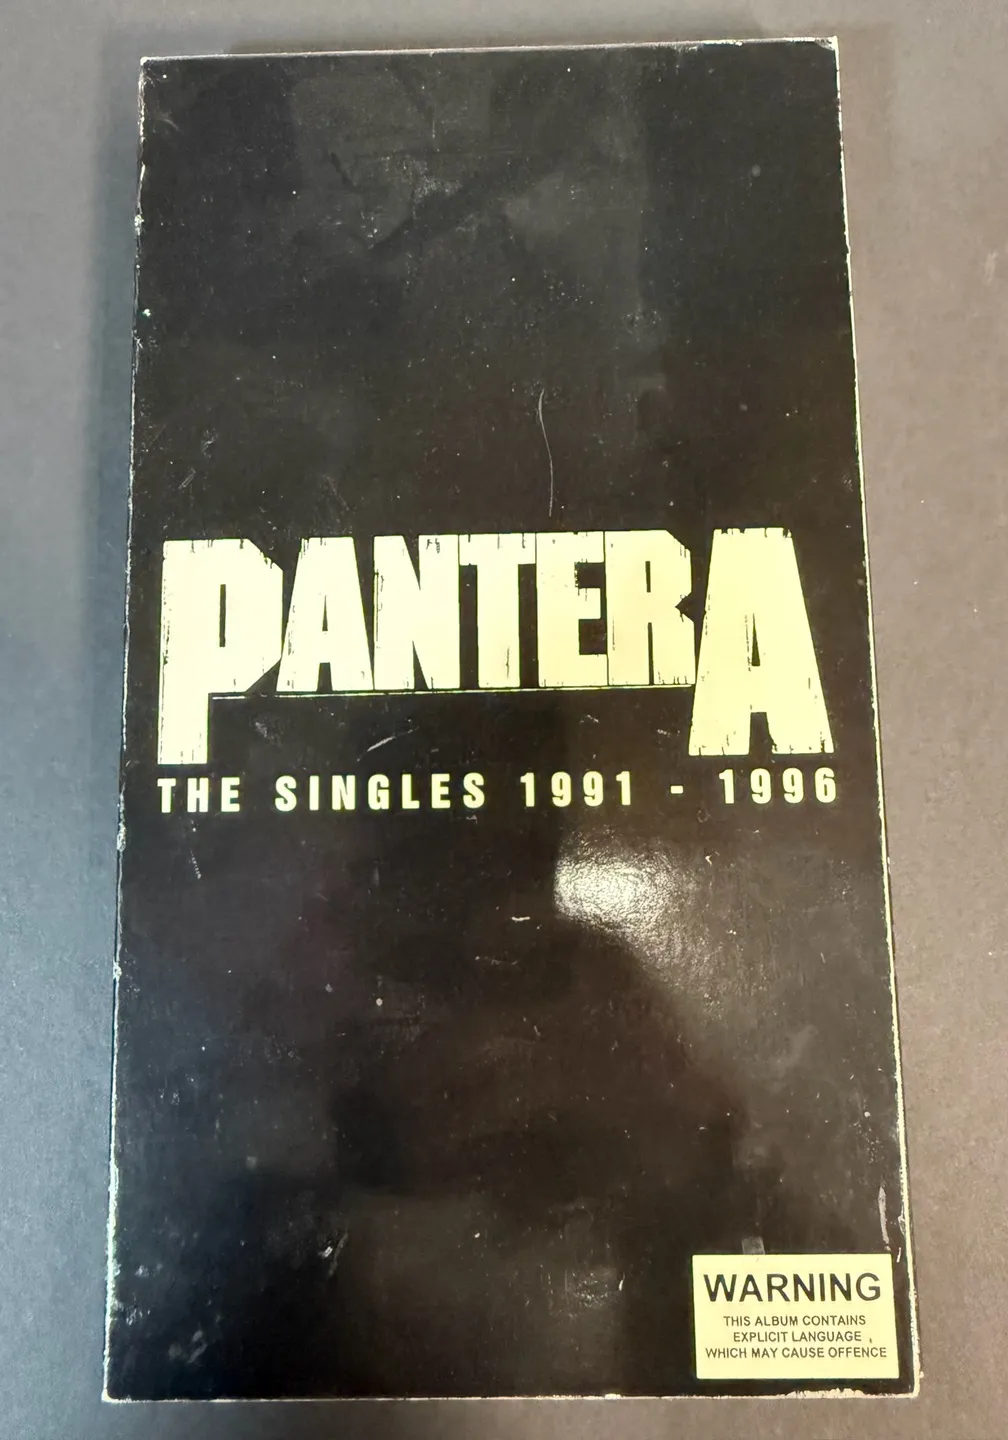 PANTERA
THE SINGLES 1991 - 1996
WARNING
THIS ALBUM CONTAINS
EXPLICIT LANGUAGE
WHICH MAY CAUSE OFFENCE